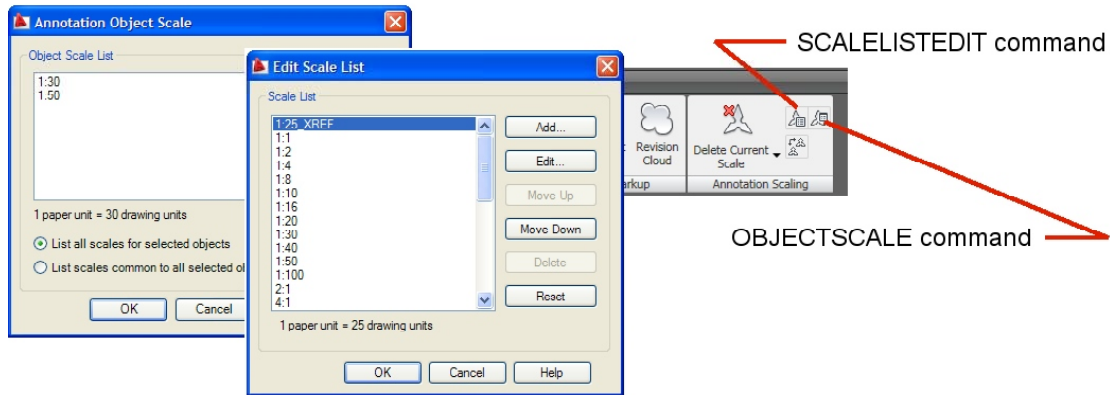 Annotation Object Scale
Object Scale List
1:30
1:50
1 paper unit = 30 drawing units
List all scales for selected objects
List scales common to all selected ob
OK
Cancel
Edit Scale List
Scale List
1:25_XREF
1:1
1:2
1:4
1:8
1:10
1:16
1:20
1:30
1:40
1:50
1:100
2:1
4:1
Add...
Edit...
Move Up
Move Down
Delete
Reset
1 paper unit = 25 drawing units
OK
Cancel
Help
SCALELISTEDIT command
Revision
Cloud
Delete Current
Scale
arkup
Annotation Scaling
OBJECTSCALE command